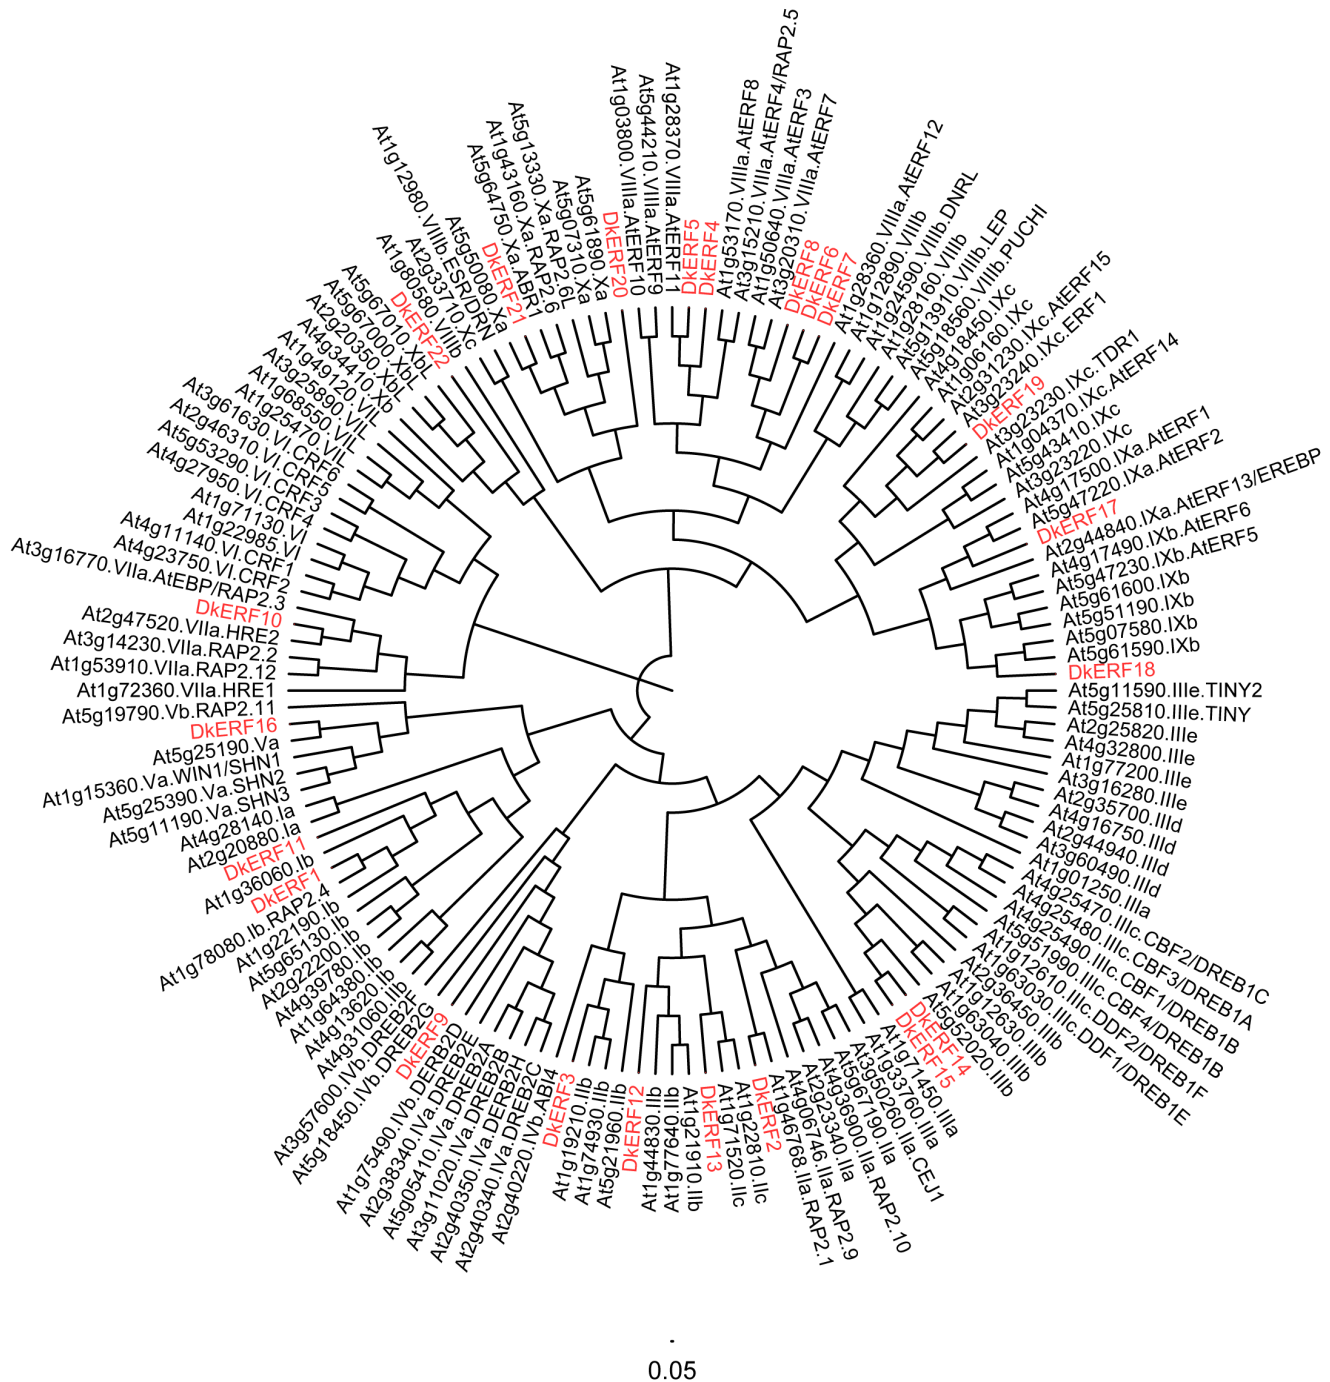 At1g28370.VIIIa.AtERF11
DkERF5
DkERF4
At1g53170.VIIIa.AtERF8
At3g15210.VIIIa.AtERF4/RAP2.5
At1g50640.VIIIa.AtERF3
At3g20310.VIIIa.AtERF7
DkERF8
DkERF6
DkERF7
At1g28360.VIIIa.AtERF12
At1g12890.VIIIb
At1g24590.VIIIb.DNRL
At1g28160.VIIIb
At5g13910.VIIIb.LEP
At5g18560.VIIIb.PUCHI
At4g18450.IXc
At1g06160.IXc
At2g31230.IXc.AtERF15
At3g23240.IXc.ERF1
DkERF19
At3g23230.IXc.TDR1
At1g04370.IXc.AtERF14
At5g43410.IXc
At3g23220.IXc
At4g17500.IXa.AtERF1
At5g47220.IXa.AtERF2
DkERF17
At2g44840.IXa.AtERF13/EREBP
At4g17490.IXb.AtERF6
At5g47230.IXb.AtERF5
At5g61600.IXb
At5g51190.IXb
At5g07580.IXb
At5g61590.IXb
DkERF18
At5g11590.IIIe.TINY2
At5g25810.IIIe.TINY
At2g25820.IIIe
At4g32800.IIIe
At1g77200.IIIe
At3g16280.IIIe
At2g35700.IIId
At4g16750.IIId
At2g44940.IIId
At3g60490.IIId
At1g01250.IIIa
At4g25470.IIIc.CBF2/DREB1C
At4g25480.IIIc.CBF3/DREB1A
At4g25490.IIIc.CBF1/DREB1B
At5g51990.IIIc.CBF4/DREB1B
At1g12610.IIIc.DDF2/DREB1F
At1g63030.IIIc.DDF1/DREB1E
At2g36450.IIIb
At1g12630.IIIb
At1g63040.IIIb
At5g52020.IIIb
DkERF14
DkERF15
At1g71450.IIIa
At1g33760.IIIa
At3g50260.IIa.CEJ1
At5g67190.IIa
At4g36900.IIa.RAP2.10
At2g23340.IIa
At4g06746.IIa.RAP2.9
At1g46768.IIa.RAP2.1
DkERF2
At1g22810.IIc
At1g71520.IIc
DkERF13
At1g21910.IIb
At1g77640.IIb
At1g44830.IIb
DkERF12
At5g21960.IIb
At1g74930.IIb
At1g19210.IIb
DkERF3
At2g40220.IVb.ABI4
At2g40340.IVa.DREB2C
At2g40350.IVa.DERB2H
At3g11020.IVa.DREB2B
At5g05410.IVa.DREB2A
At2g38340.IVa.DREB2E
At1g75490.IVb.DERB2D
DkERF9
At5g18450.IVb.DREB2G
At3g57600.IVb.DREB2F
At4g31060.IIb
At4g13620.IIb
At1g64380.Ib
At4g39780.Ib
At2g22200.Ib
At5g65130.Ib
At1g22190.Ib
At1g78080.Ib.RAP2.4
DkERF1
At1g36060.Ib
DkERF11
At2g20880.Ia
At4g28140.Ia
At5g11190.Va.SHN3
At5g25390.Va.SHN2
At1g15360.Va.WIN1/SHN1
At5g25190.Va
DkERF16
At5g19790.Vb.RAP2.11
At1g72360.VIIa.HRE1
At1g53910.VIIa.RAP2.12
At3g14230.VIIa.RAP2.2
At2g47520.VIIa.HRE2
DkERF10
At3g16770.VIIa.AtEBP/RAP2.3
At4g23750.VI.CRF2
At4g11140.VI.CRF1
At1g22985.VI
At1g71130.VI
At4g27950.VI.CRF4
At5g53290.VI.CRF3
At2g46310.VI.CRF5
At3g61630.VI.CRF6
At1g25470.VIL
At1g68550.VIL
At3g25890.VIL
At1g49120.VIL
At4g34410.Xb
At2g20350.XbL
At5g67000.XbL
At5g67010.XbL
DkERF22
At1g80580.VIIIb
At2g33710.Xc
At1g12980.VIIIb.ESR/DRN
At5g50080.Xa
DkERF21
At5g64750.Xa.ABR1
At1g43160.Xa.RAP2.6
At5g13330.Xa.RAP2.6L
At5g07310.Xa
At5g61890.Xa
DkERF20
At1g03800.VIIIa.AtERF10
At5g44210.VIIIa.AtERF9
0.05